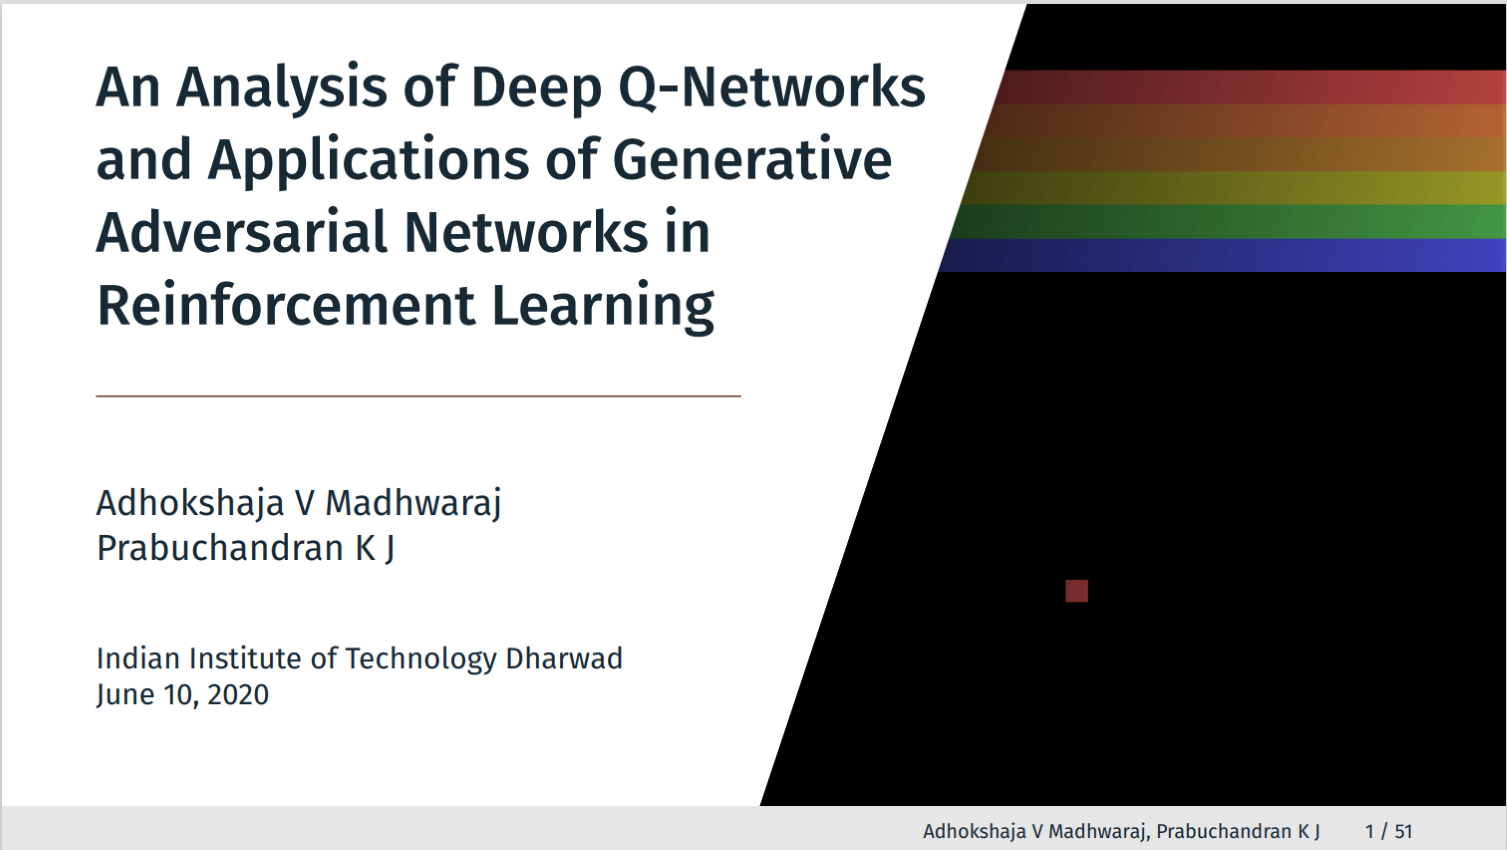 An Analysis of Deep Q-Networks
and Applications of Generative
Adversarial Networks in
Reinforcement Learning
Adhokshaja V Madhwaraj
Prabuchandran K J
Indian Institute of Technology Dharwad
June 10, 2020
Adhokshaja V Madhwaraj, Prabuchandran K J 1 / 51